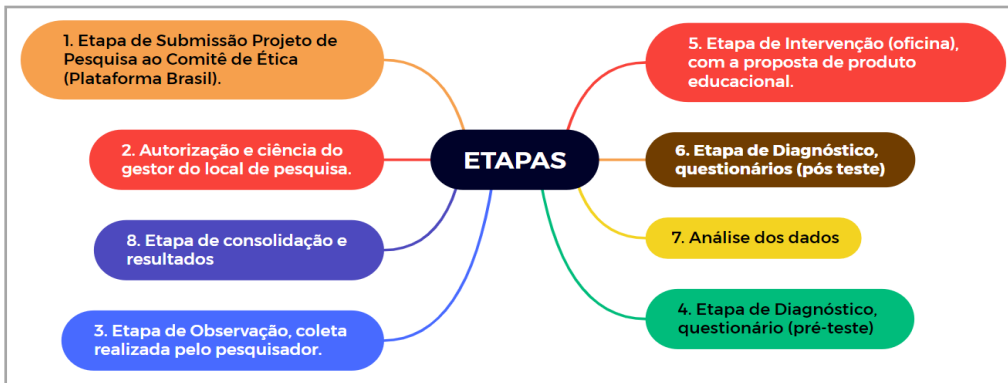 1. Etapa de Submissão Projeto de
Pesquisa ao Comitê de Ética
(Plataforma Brasil).
2. Autorização e ciência do
gestor do local de pesquisa.
8. Etapa de consolidação e
resultados
3. Etapa de Observação, coleta
realizada pelo pesquisador.
ETAPAS
5. Etapa de Intervenção (oficina),
com a proposta de produto
educacional.
6. Etapa de Diagnóstico,
questionários (pós teste)
7. Análise dos dados
4. Etapa de Diagnóstico,
questionário (pré-teste)